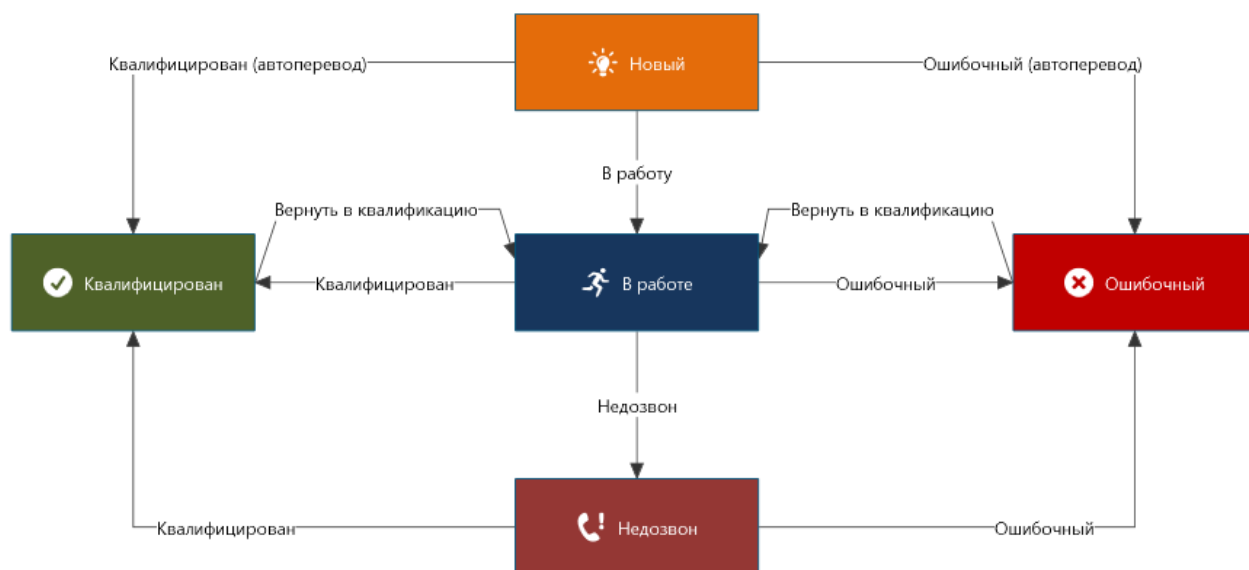 Новый
Квалифицирован (автоперевод)
Ошибочный (автоперевод)
В работу
Вернуть в квалификацию
Вернуть в квалификацию
Квалифицирован
Квалифицирован
В работе
Ошибочный
Ошибочный
Недозвон
Квалифицирован
Недозвон
Ошибочный